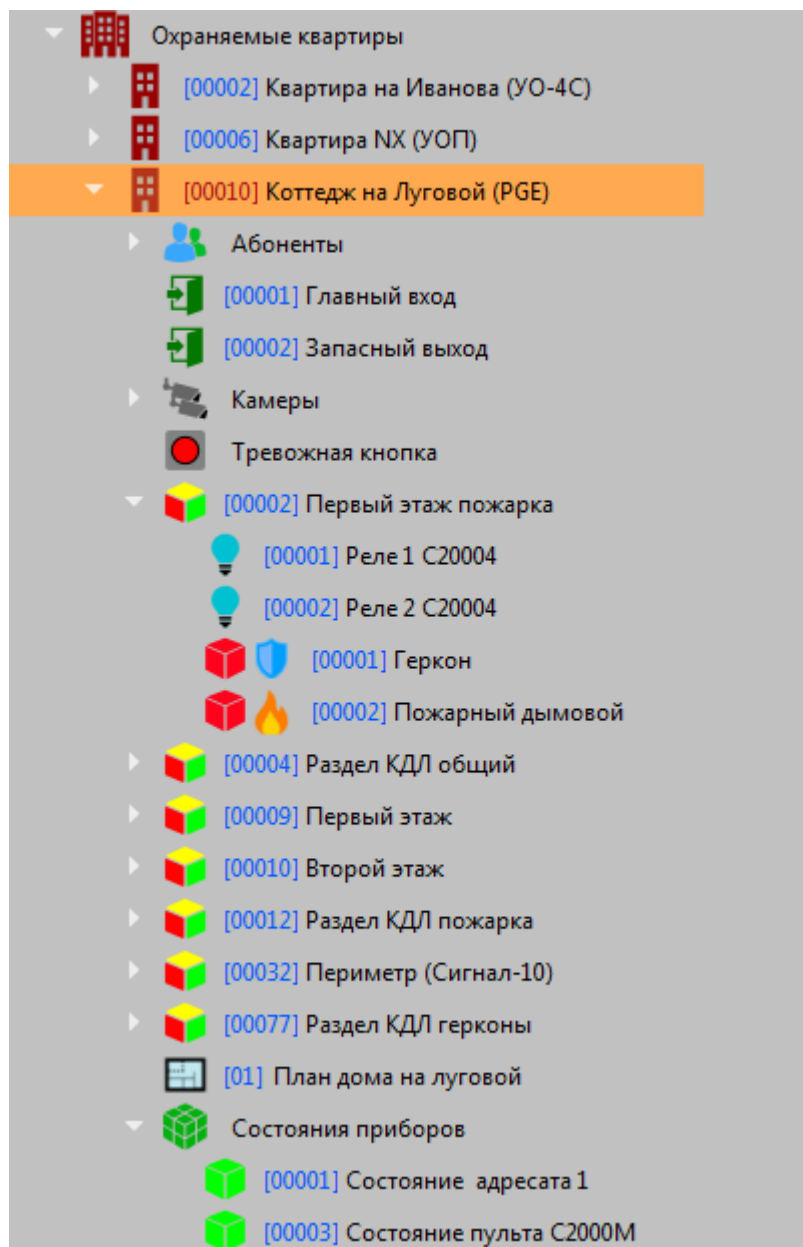 Охраняемые квартиры
[00002] Квартира на Иванова (УО-4С)
[00006] Квартира NX (УОП)
[00010] Коттедж на Луговой (PGE)
Абоненты
[00001] Главный вход
[00002] Запасный выход
Камеры
Тревожная кнопка
[00002] Первый этаж пожарка
[00001] Реле 1 С20004
[00002] Реле 2 С20004
[00001] Геркон
[00002] Пожарный дымовой
[00004] Раздел КДЛ общий
[00009] Первый этаж
[00010] Второй этаж
[00012] Раздел КДЛ пожарка
[00032] Периметр (Сигнал-10)
[00077] Раздел КДЛ герконы
[01] План дома на луговой
Состояния приборов
[00001] Состояние адресата 1
[00003] Состояние пульта С2000М